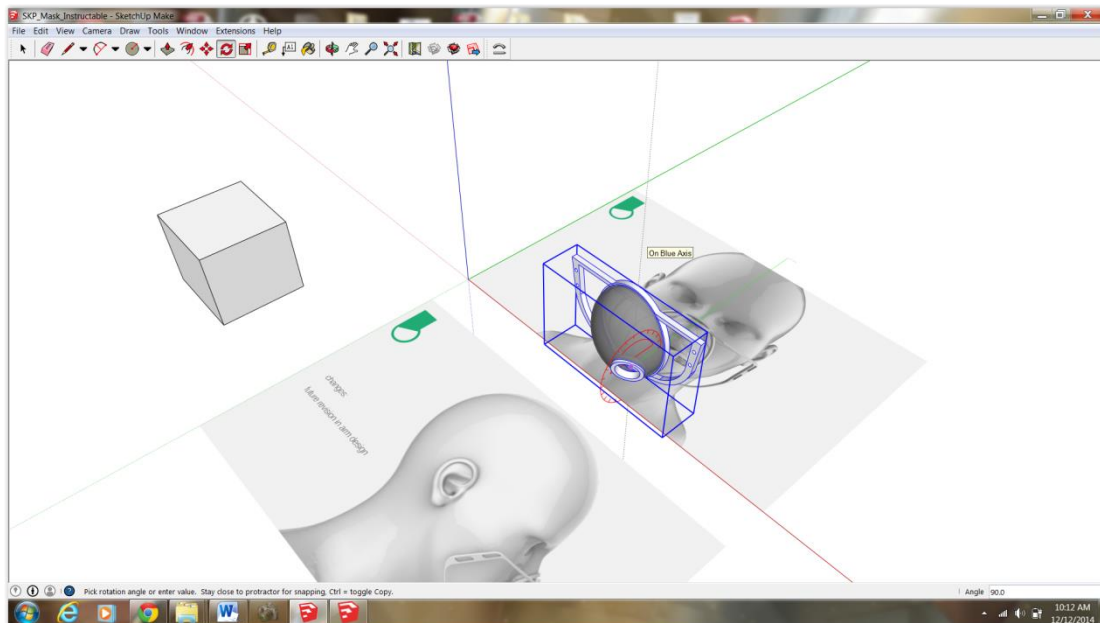 SKP_Mask_Instructable - SketchUp Make
File Edit View Camera Draw Tools Window Extensions Help
On Blue Axis
changes:
future revision in arm design
Pick rotation angle or enter value. Stay close to protractor for snapping, Ctrl = toggle Copy.
Angle 90.0
10:12 AM
12/12/2014